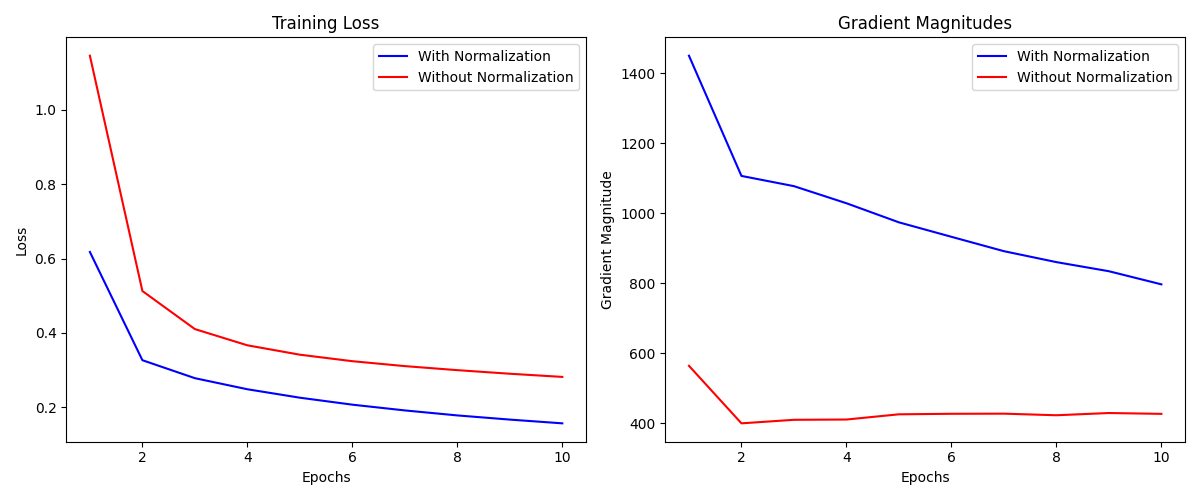 Training Loss
With Normalization
Without Normalization
1.0
0.8
0.6
0.4
0.2
Loss
2 4 6 8 10
Epochs
Gradient Magnitudes
With Normalization
Without Normalization
1400
1200
1000
800
600
400
Gradient Magnitude
2 4 6 8 10
Epochs